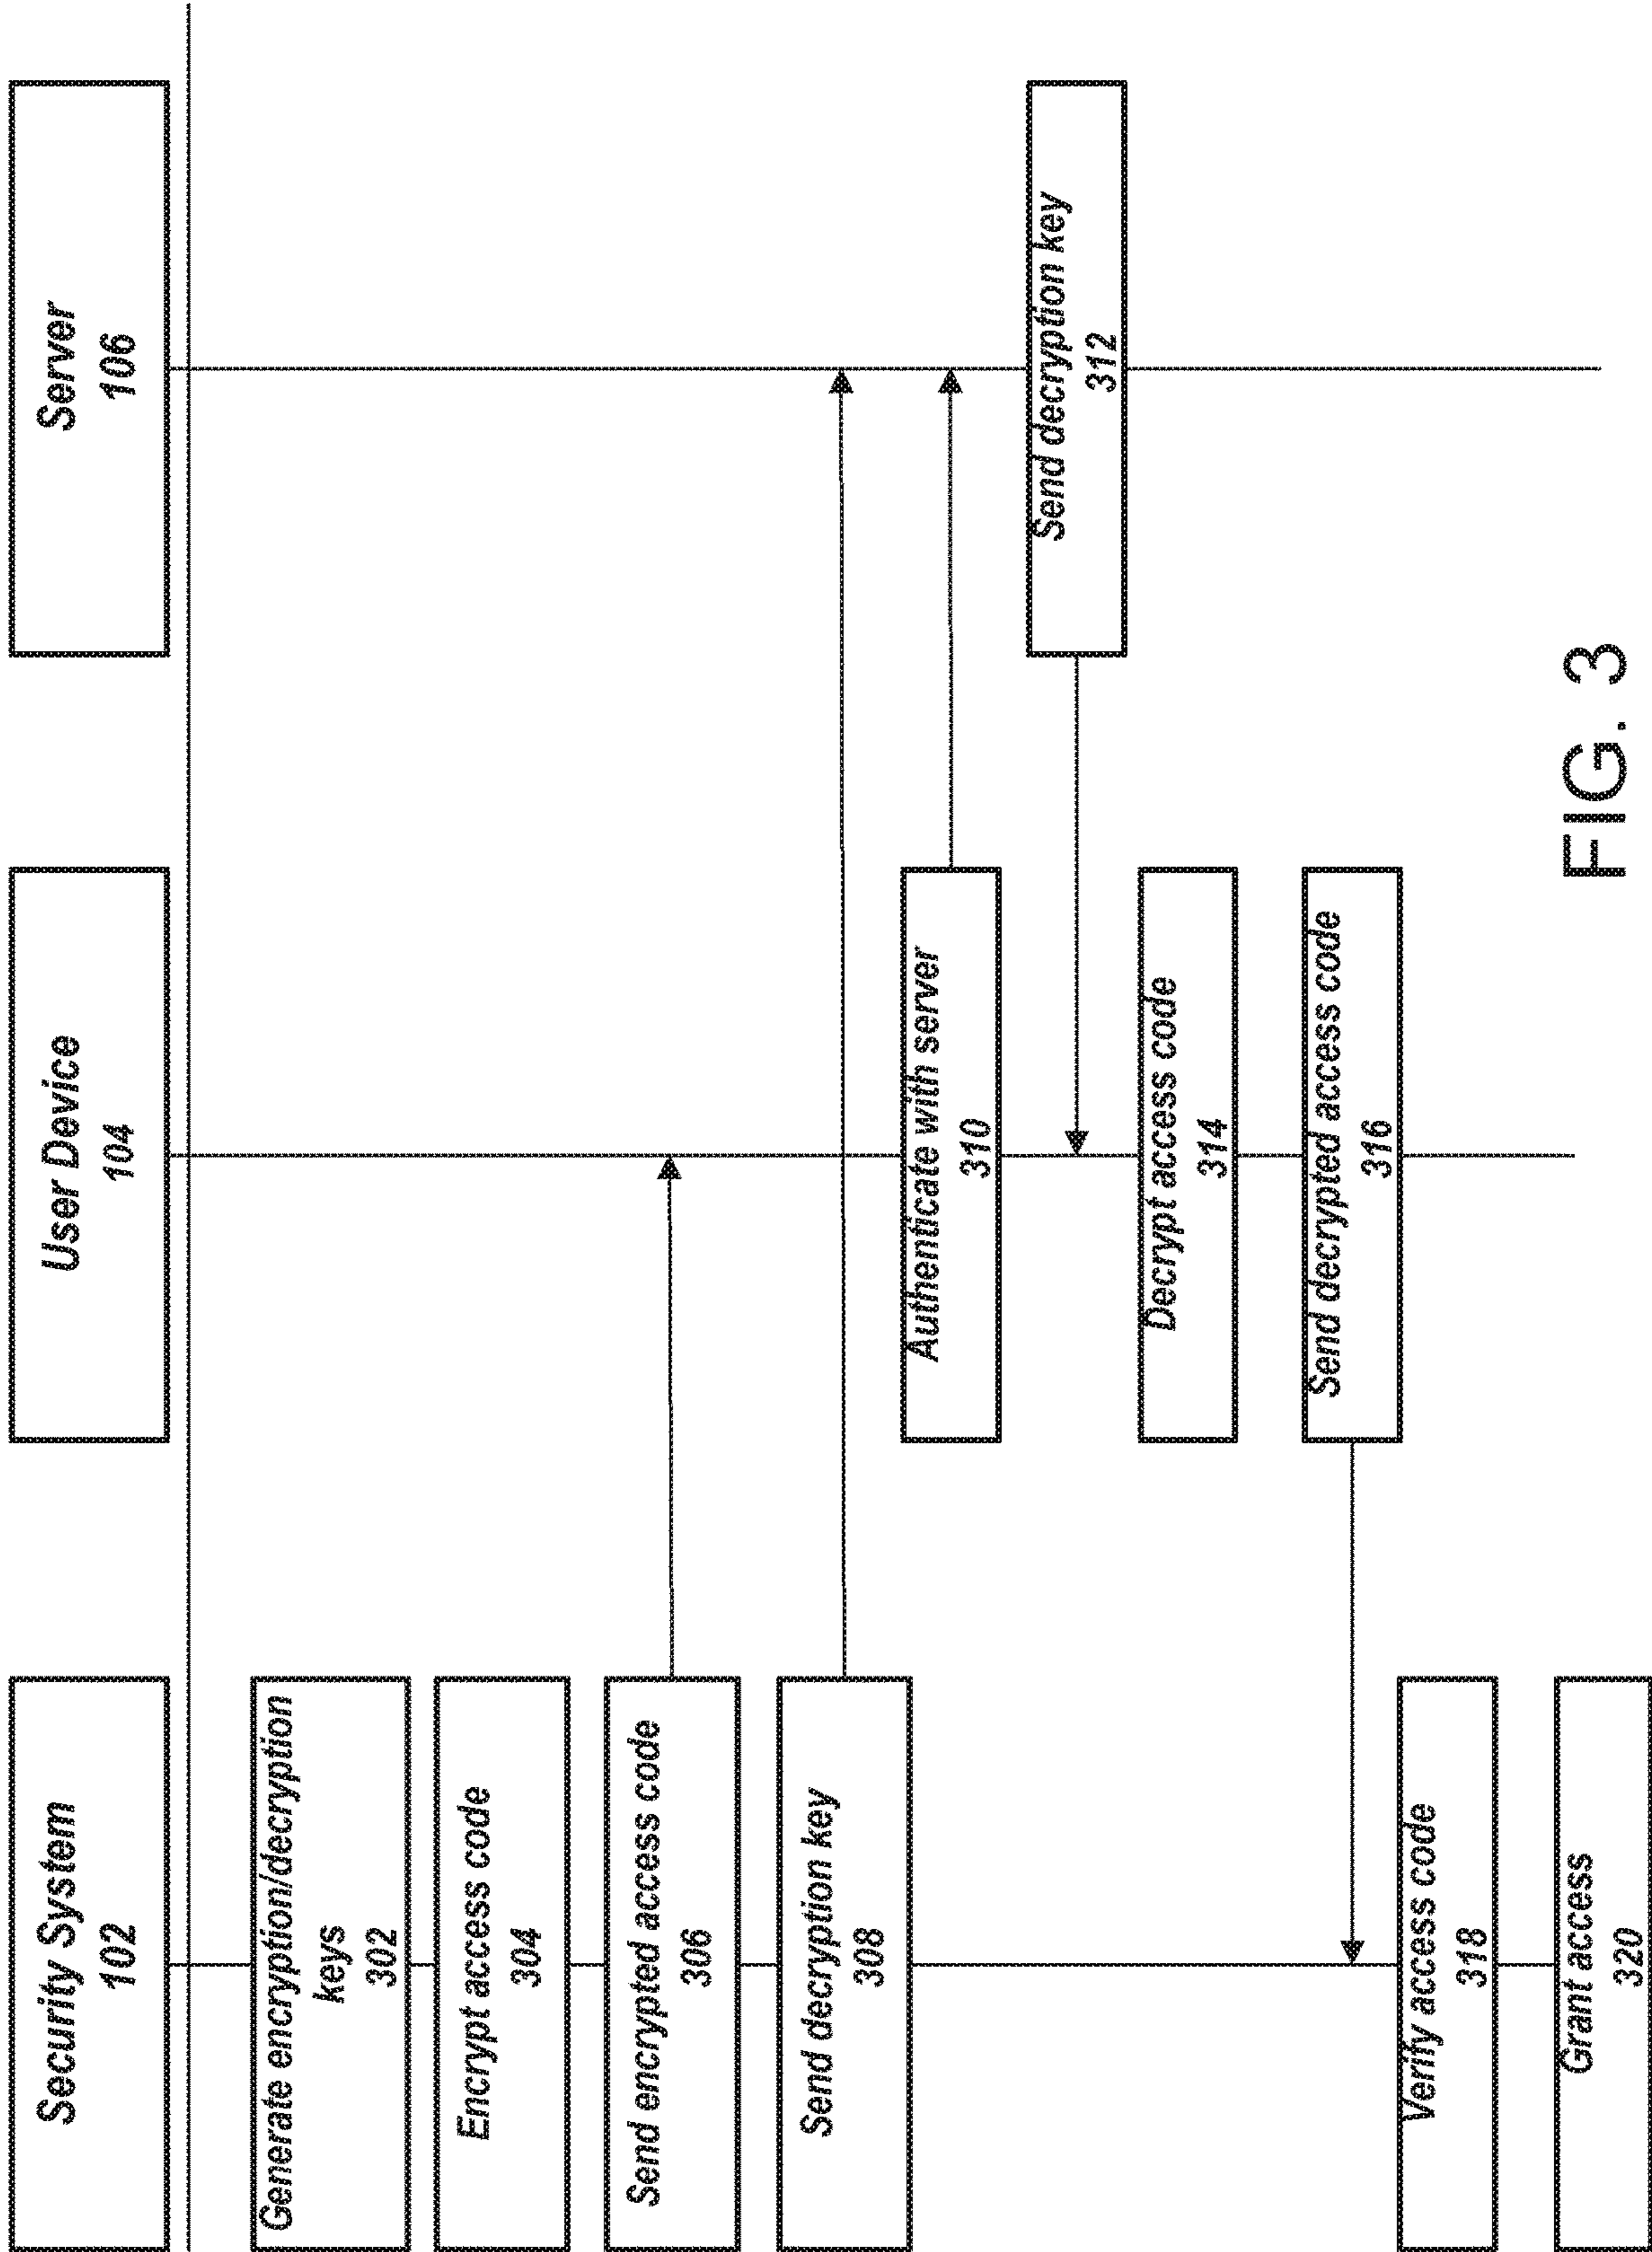 Security System
102
User Device
104
Server
106
Generate encryption/decryption
keys
302
Encrypt access code
304
Send encrypted access code
306
Send decryption key
308
Authenticate with server
310
Send decryption key
312
Decrypt access code
314
Send decrypted access code
316
Verify access code
318
Grant access
320
FIG. 3